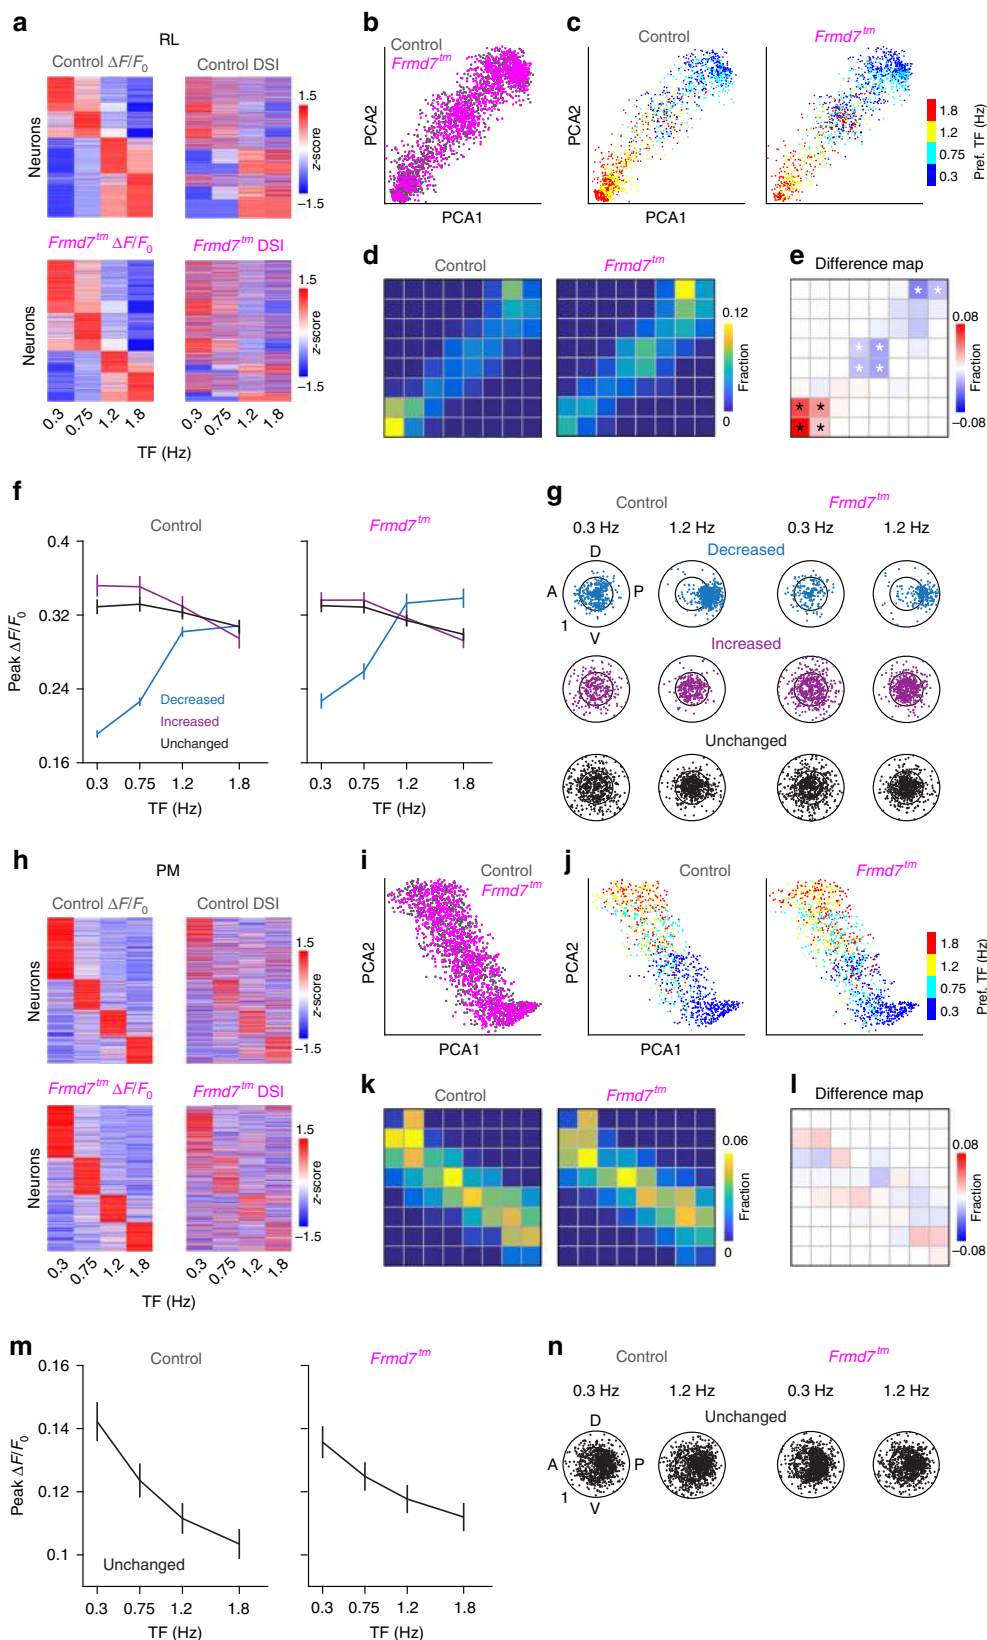 a
RL
Control ΔF/F0
Control DSI
Neurons
1.5
z-score
−1.5
Frmd7tm ΔF/F0
Frmd7tm DSI
Neurons
1.5
z-score
−1.5
0.3 0.75 1.2 1.8
0.3 0.75 1.2 1.8
TF (Hz)
b
Control
Frmd7tm
PCA2
PCA1
c
Control
Frmd7tm
PCA2
PCA1
1.8
1.2
0.75
0.3
Pref. TF (Hz)
d
Control
Frmd7tm
0.12
Fraction
0
e
Difference map
* *
* *
* *
* *
* *
0.08
Fraction
−0.08
f
Control
Frmd7tm
Peak ΔF/F0
0.4
0.32
0.24
0.16
Decreased
Increased
Unchanged
0.3 0.75 1.2 1.8
0.3 0.75 1.2 1.8
TF (Hz)
TF (Hz)
g
Control
Frmd7tm
0.3 Hz 1.2 Hz 0.3 Hz 1.2 Hz
Decreased
D
A P
1 V
Increased
Unchanged
h
PM
Control ΔF/F0
Control DSI
Neurons
1.5
z-score
−1.5
Frmd7tm ΔF/F0
Frmd7tm DSI
Neurons
1.5
z-score
−1.5
0.3 0.75 1.2 1.8
0.3 0.75 1.2 1.8
TF (Hz)
i
Control
Frmd7tm
PCA2
PCA1
j
Control
Frmd7tm
PCA2
PCA1
1.8
1.2
0.75
0.3
Pref. TF (Hz)
k
Control
Frmd7tm
0.06
Fraction
0
l
Difference map
0.08
Fraction
−0.08
m
Control
Frmd7tm
Peak ΔF/F0
0.16
0.14
0.12
0.1
Unchanged
0.3 0.75 1.2 1.8
0.3 0.75 1.2 1.8
TF (Hz)
TF (Hz)
n
Control
Frmd7tm
0.3 Hz 1.2 Hz 0.3 Hz 1.2 Hz
Unchanged
D
A P
1 V